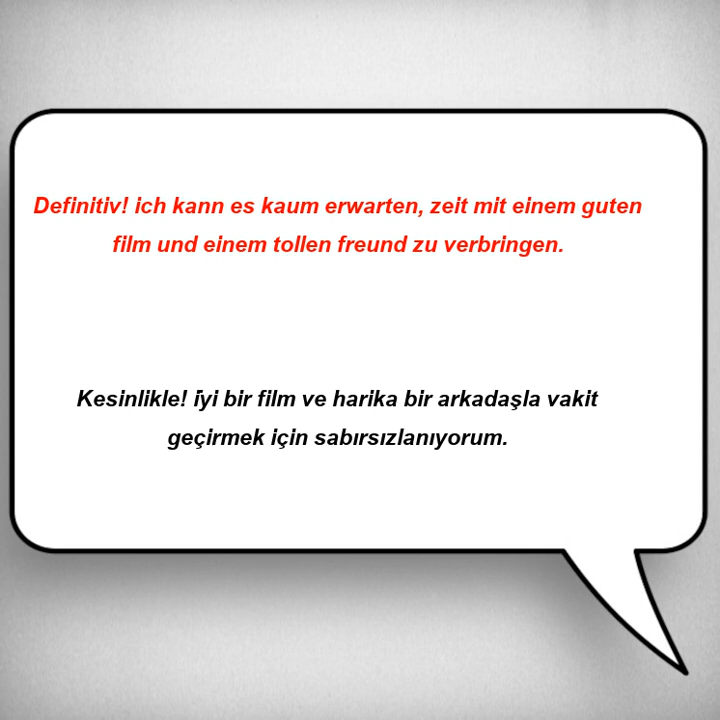 Definitiv! ich kann es kaum erwarten, zeit mit einem guten
film und einem tollen freund zu verbringen.
Kesinlikle! i̇yi bir film ve harika bir arkadaşla vakit
geçirmek için sabırsızlanıyorum.